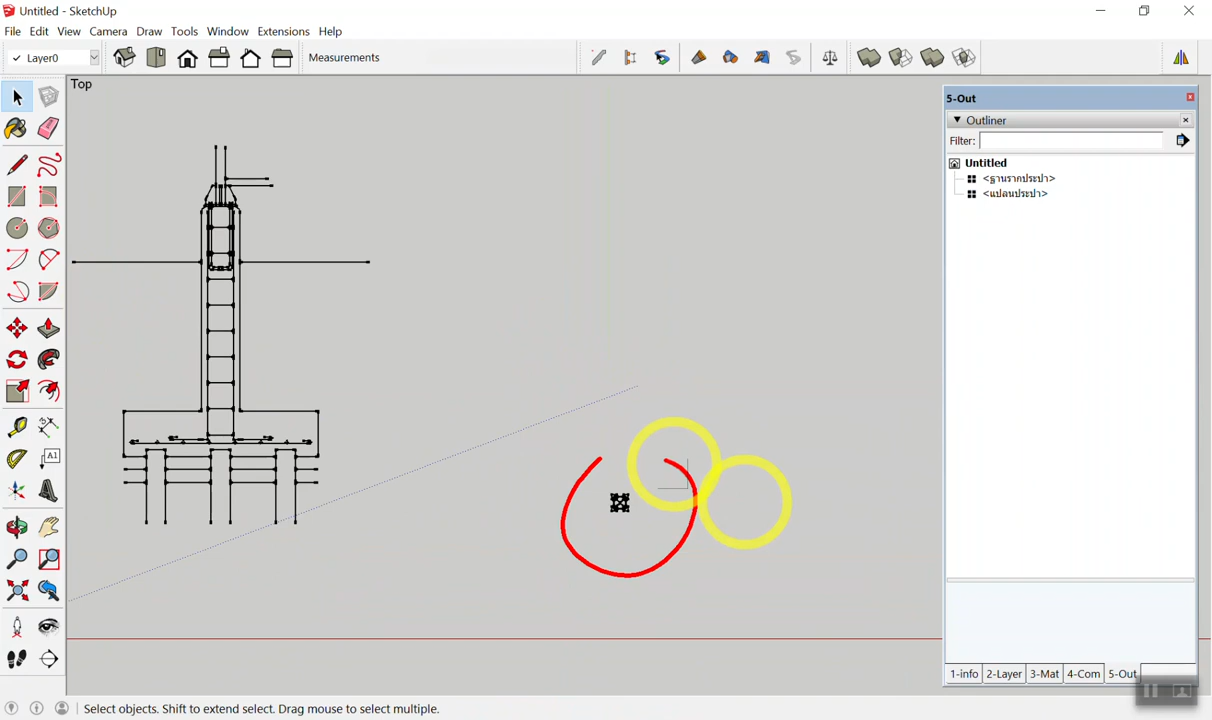 Untitled - SketchUp
File Edit View Camera Draw Tools Window Extensions Help
Layer0
Measurements
Top
5-Out
Outliner
Filter:
Untitled
<ฐานรากประปา>
<แปลนประปา>
A1
1-info 2-Layer 3-Mat 4-Com 5-Out
Select objects. Shift to extend select. Drag mouse to select multiple.